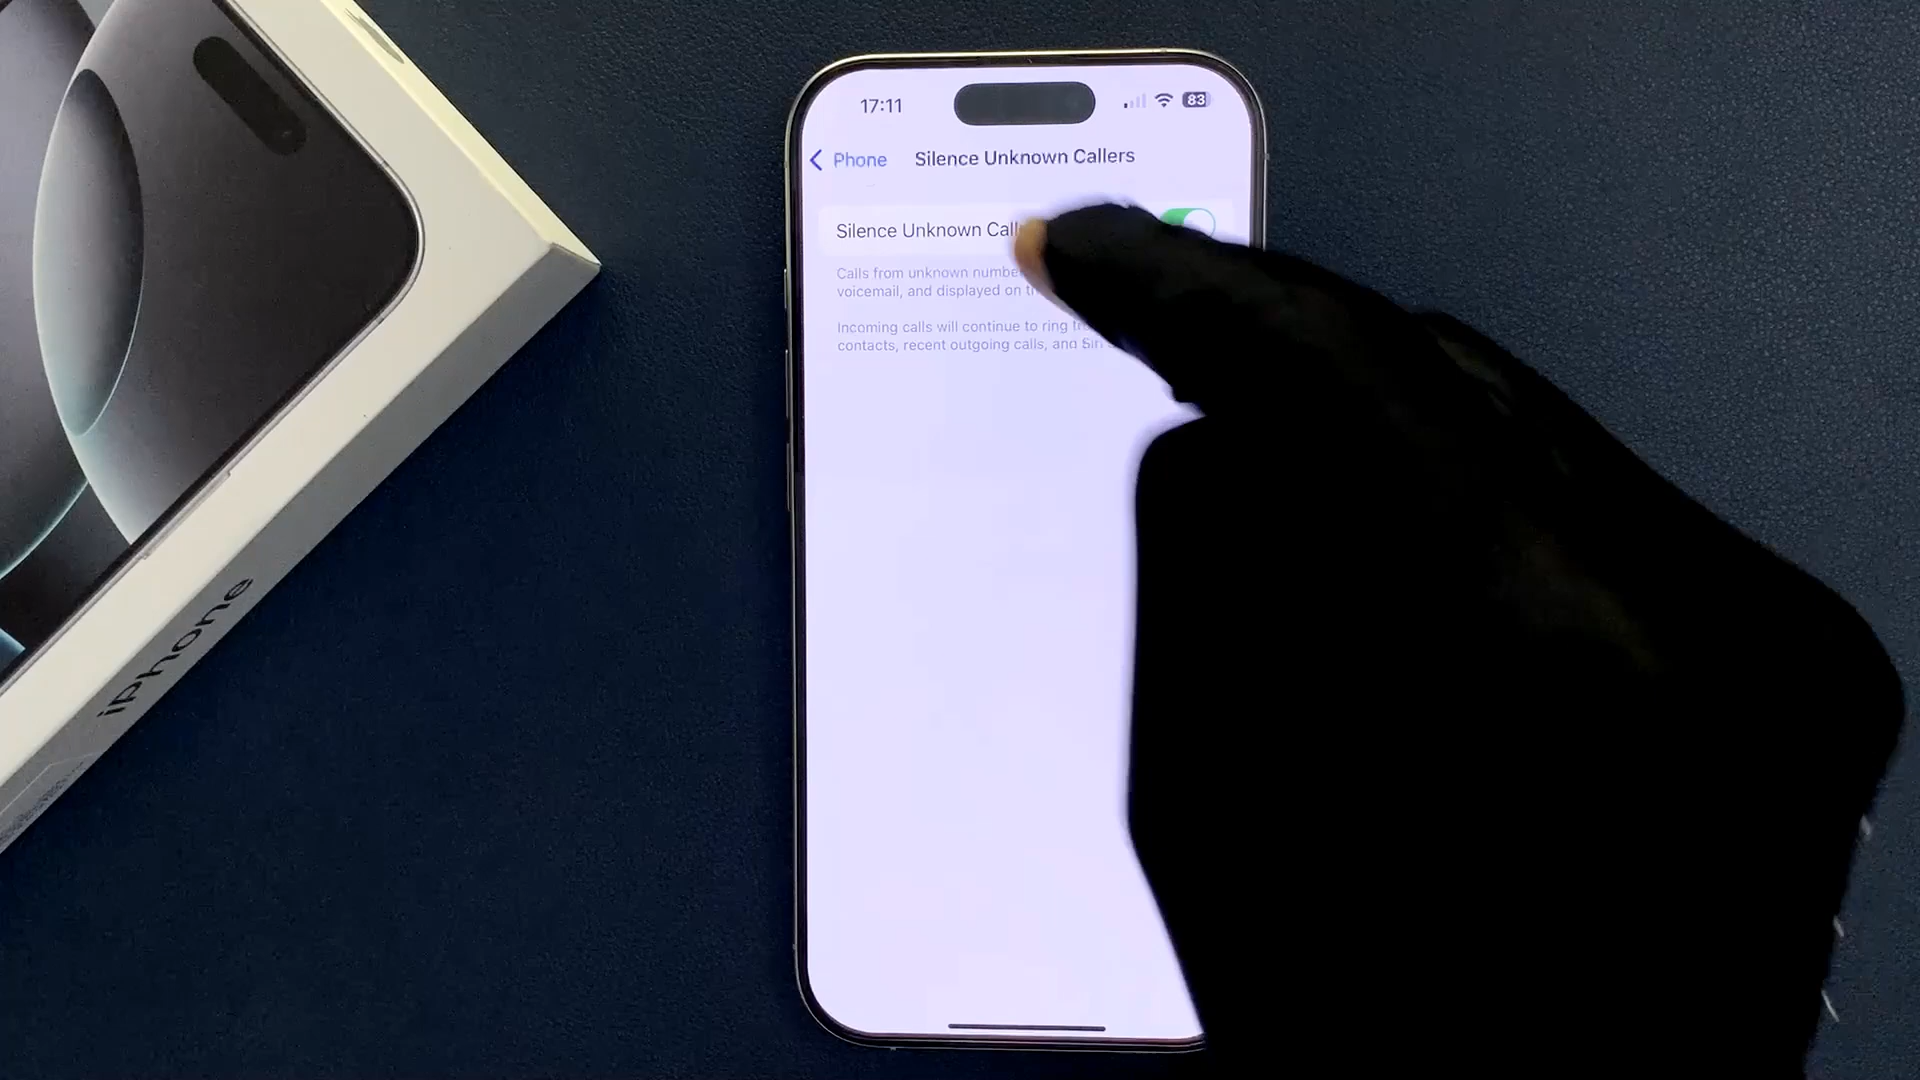 17:11
83
Phone
Silence Unknown Callers
Silence Unknown Call
Calls from unknown numbe
voicemail, and displayed on
Incoming calls will continue to ring
contacts, recent outgoing calls, and Siri
iPhone